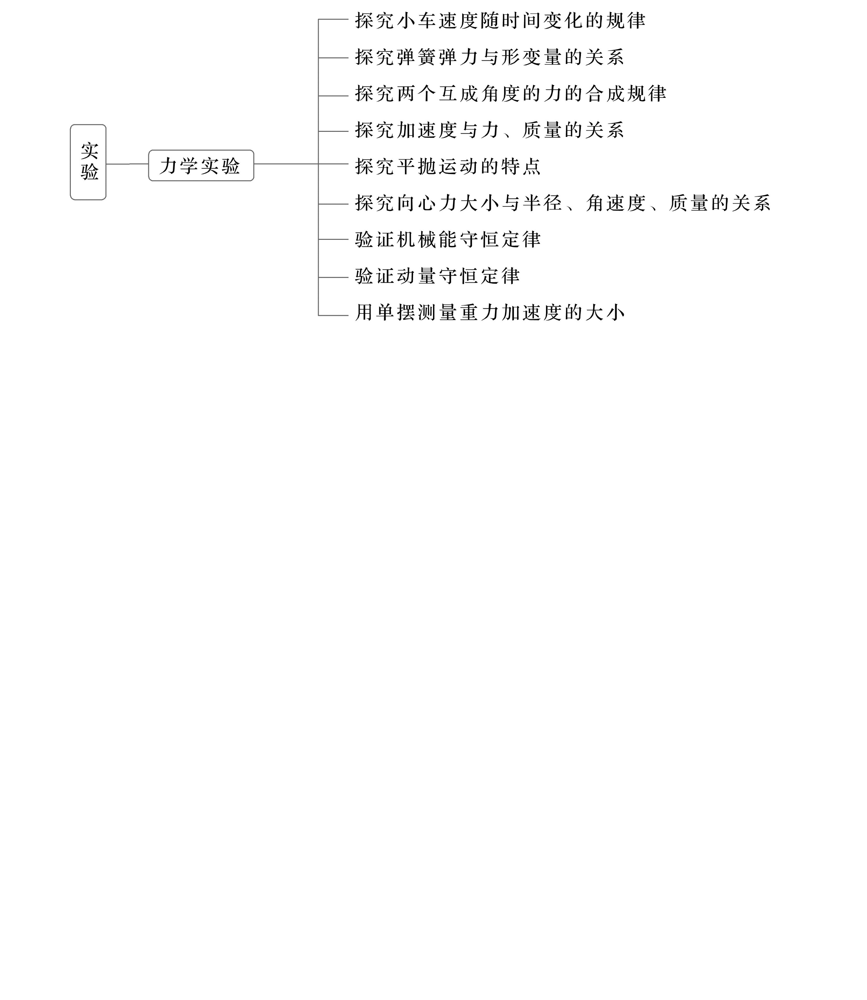 实验
力学实验
探究小车速度随时间变化的规律
探究弹簧弹力与形变量的关系
探究两个互成角度的力的合成规律
探究加速度与力、质量的关系
探究平抛运动的特点
探究向心力大小与半径、角速度、质量的关系
验证机械能守恒定律
验证动量守恒定律
用单摆测量重力加速度的大小